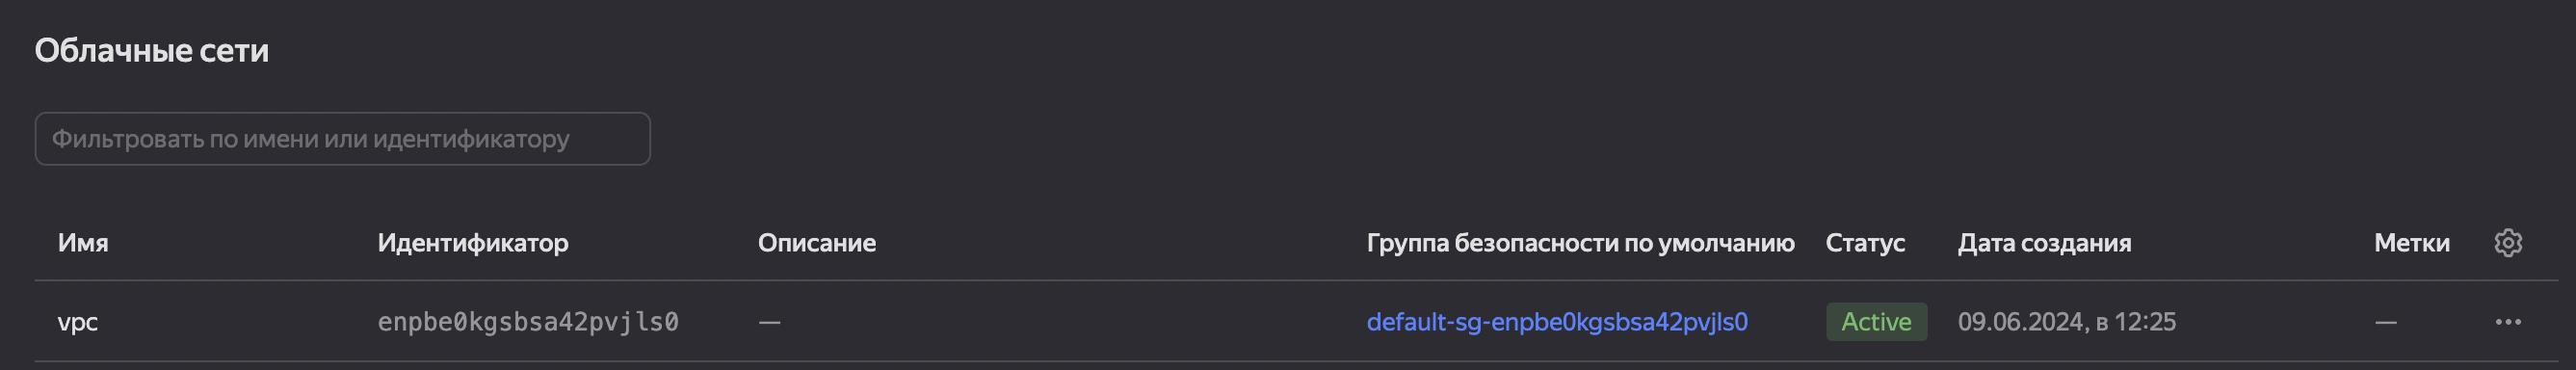 Облачные сети
Фильтровать по имени или идентификатору
Имя Идентификатор Описание Группа безопасности по умолчанию Статус Дата создания Метки
vpc enpbe0kgsbsa42pvjls0 — default-sg-enpbe0kgsbsa42pvjls0 Active 09.06.2024, в 12:25 —